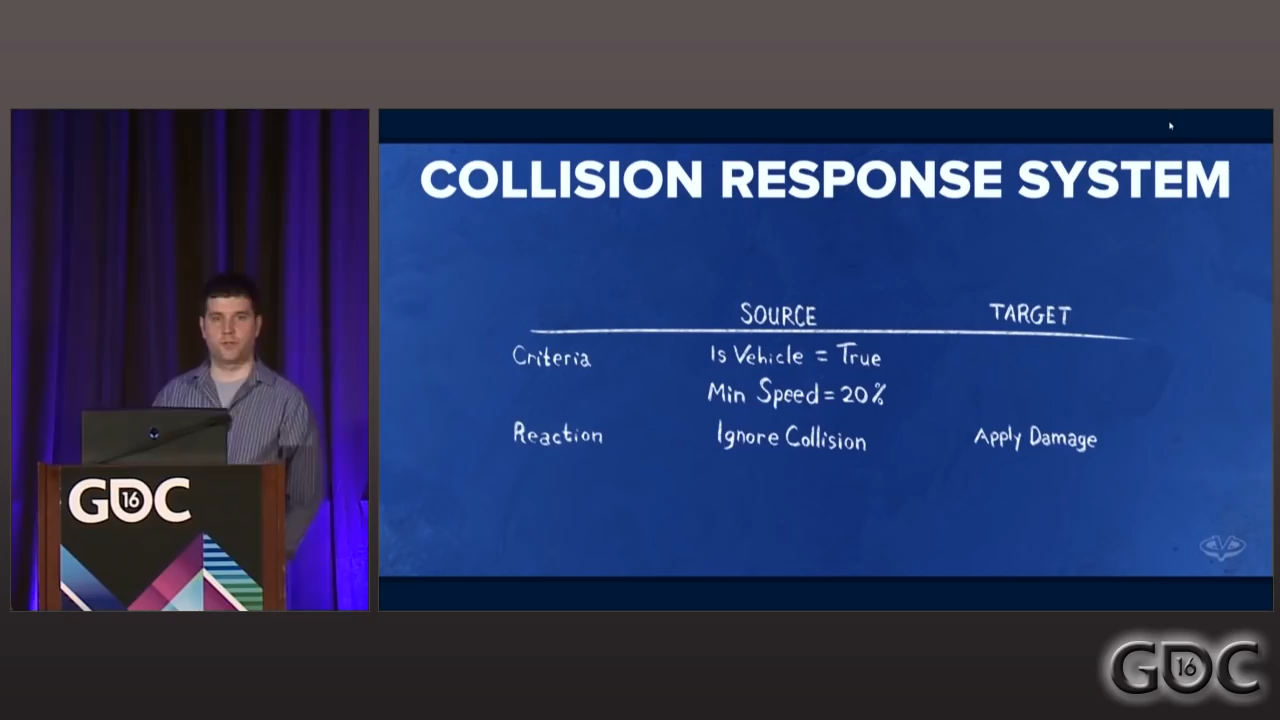 COLLISION RESPONSE SYSTEM
SOURCE TARGET
Criteria Is Vehicle = True
Min Speed = 20%
Reaction Ignore Collision Apply Damage
GDC 16
GDC 16